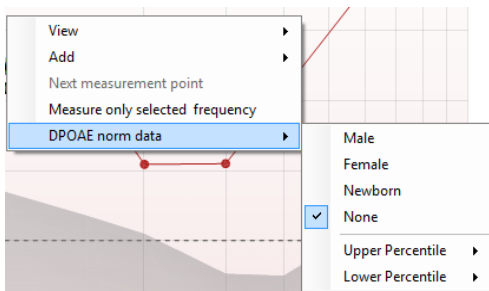 View
Add
Next measurement point
Measure only selected frequency
DPOAE norm data
Male
Female
Newborn
None
Upper Percentile
Lower Percentile